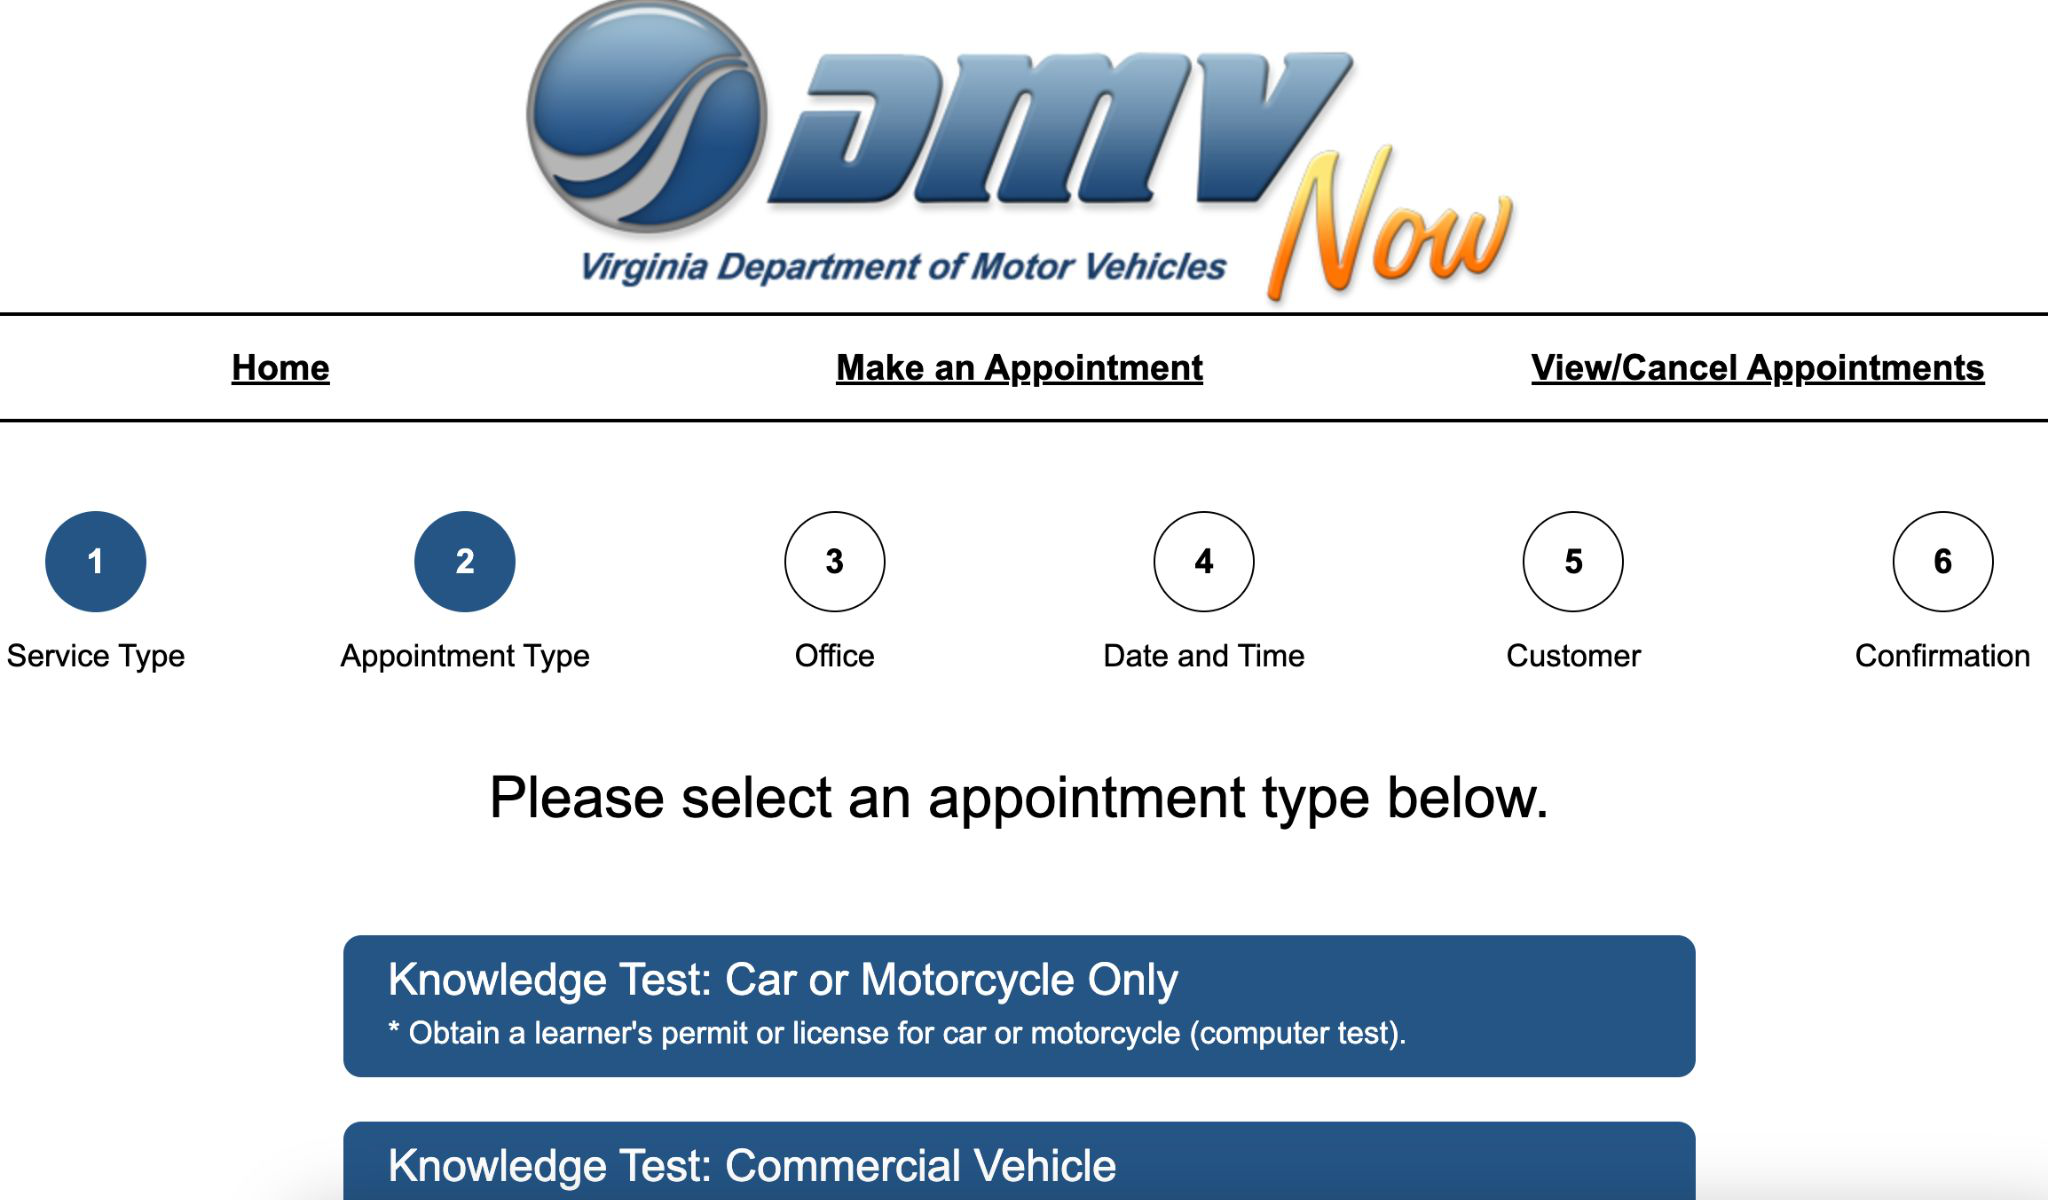 DMV Now
Virginia Department of Motor Vehicles
Home
Make an Appointment
View/Cancel Appointments
1
Service Type
2
Appointment Type
3
Office
4
Date and Time
5
Customer
6
Confirmation
Please select an appointment type below.
Knowledge Test: Car or Motorcycle Only
* Obtain a learner's permit or license for car or motorcycle (computer test).
Knowledge Test: Commercial Vehicle